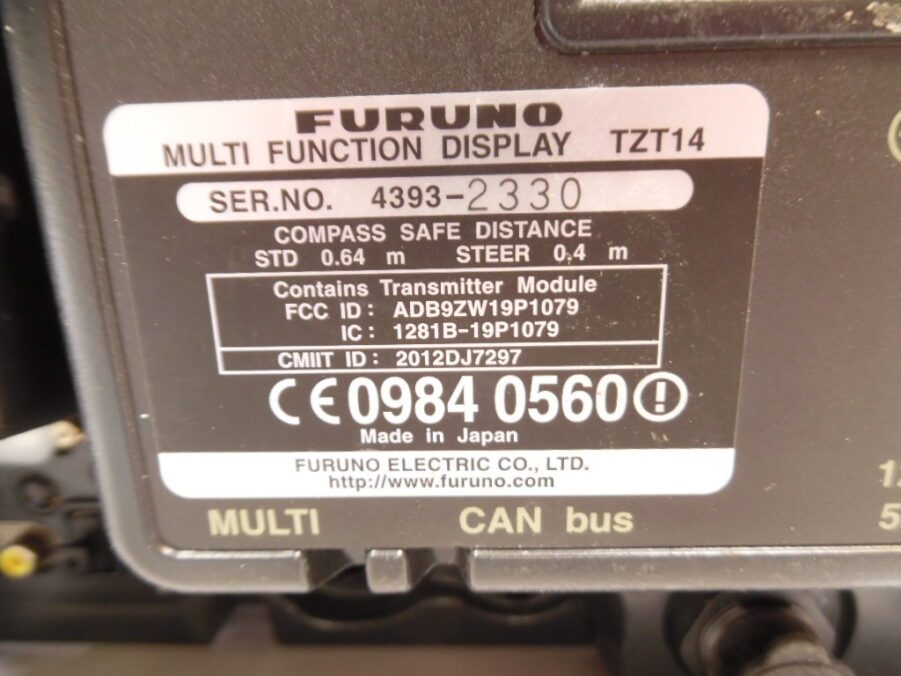 FURUNO
MULTI FUNCTION DISPLAY TZT14
SER.NO. 4393-2330
COMPASS SAFE DISTANCE
STD 0.64 m STEER 0.4 m
Contains Transmitter Module
FCC ID: ADB9ZW19P1079
IC: 1281B-19P1079
CMIIT ID: 2012DJ7297
CE0984 0560
Made in Japan
FURUNO ELECTRIC CO., LTD.
http://www.furuno.com
MULTI CAN bus